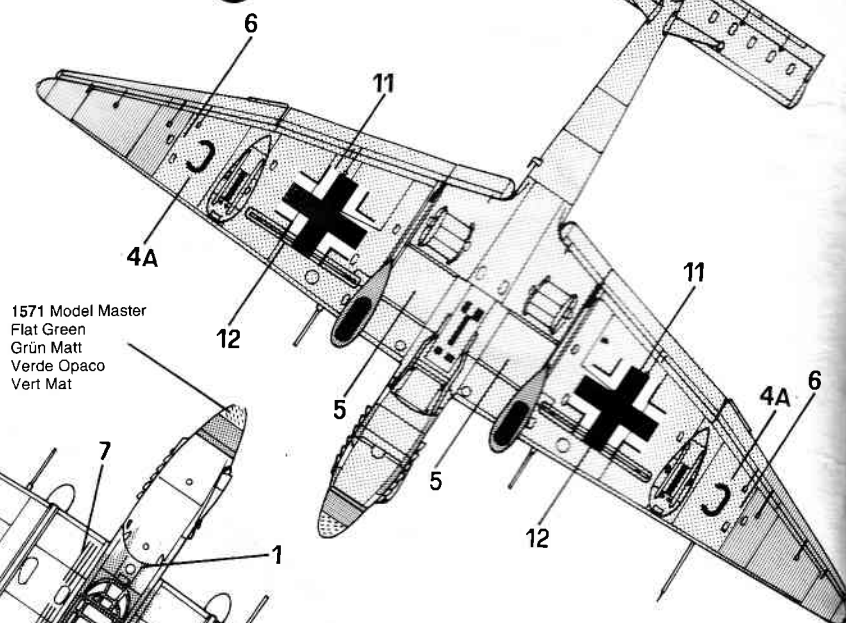 6
11
4A
11
1571 Model Master
Flat Green
Grün Matt
Verde Opaco
Vert Mat
12
5
4A
6
7
5
12
1